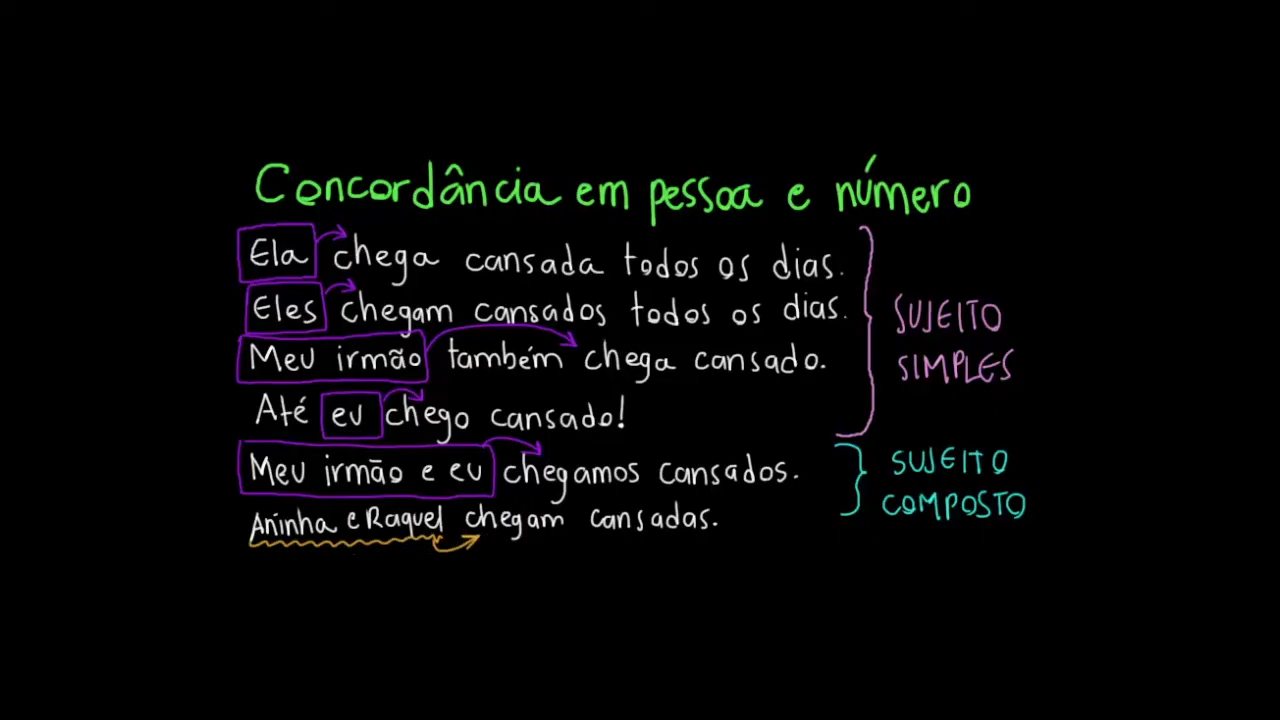 Concordância em pessoa e número
Ela chega cansada todos os dias.
Eles chegam cansados todos os dias.
Meu irmão também chega cansado.
Até eu chego cansado!
SUJEITO
SIMPLES
Meu irmão e eu chegamos cansados.
Aninha e Raquel chegam cansadas.
SUJEITO
COMPOSTO